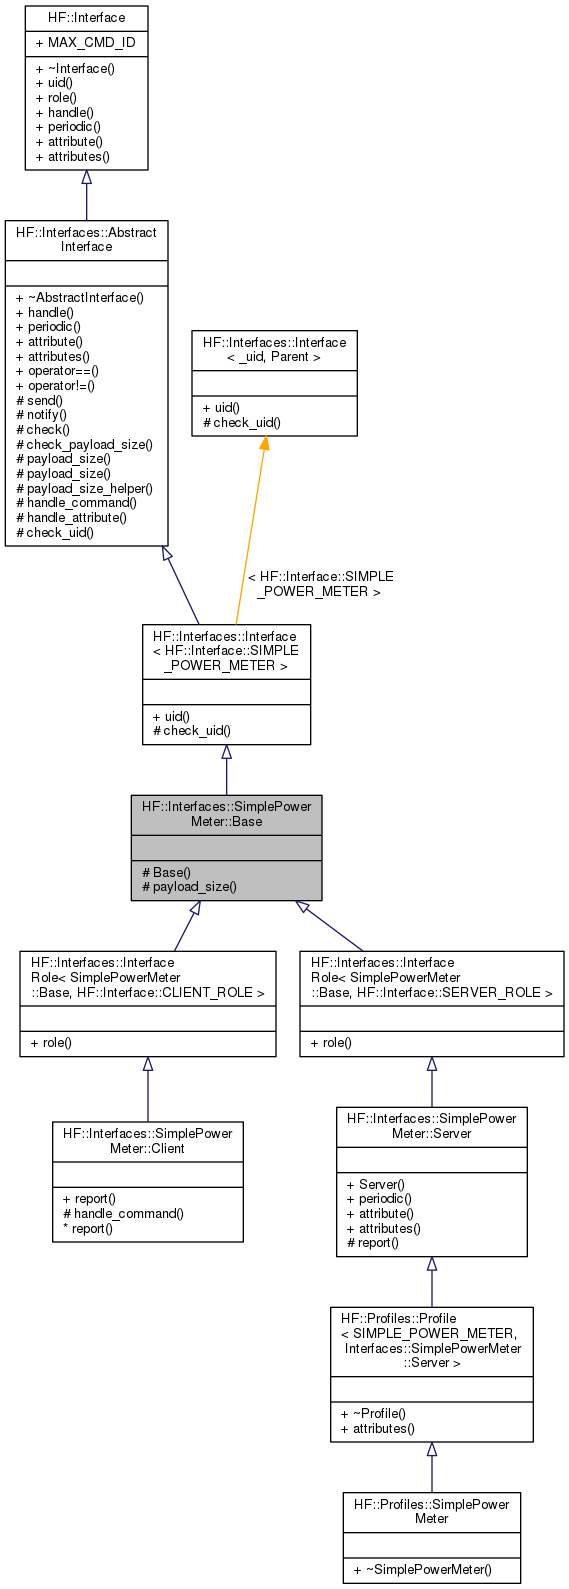 HF::Interface
+ MAX_CMD_ID
+ ~Interface()
+ uid()
+ role()
+ handle()
+ periodic()
+ attribute()
+ attributes()
HF::Interfaces::Abstract
Interface
+ ~AbstractInterface()
+ handle()
+ periodic()
+ attribute()
+ attributes()
+ operator==()
+ operator!=()
# send()
# notify()
# check()
# check_payload_size()
# payload_size()
# payload_size()
# payload_size_helper()
# handle_command()
# handle_attribute()
# check_uid()
HF::Interfaces::Interface
< _uid, Parent >
+ uid()
# check_uid()
< HF::Interface::SIMPLE
_POWER_METER >
HF::Interfaces::Interface
< HF::Interface::SIMPLE
_POWER_METER >
+ uid()
# check_uid()
HF::Interfaces::SimplePower
Meter::Base
# Base()
# payload_size()
HF::Interfaces::Interface
Role< SimplePowerMeter
::Base, HF::Interface::CLIENT_ROLE >
+ role()
HF::Interfaces::Interface
Role< SimplePowerMeter
::Base, HF::Interface::SERVER_ROLE >
+ role()
HF::Interfaces::SimplePower
Meter::Client
+ report()
# handle_command()
* report()
HF::Interfaces::SimplePower
Meter::Server
+ Server()
+ periodic()
+ attribute()
+ attributes()
# report()
HF::Profiles::Profile
< SIMPLE_POWER_METER,
Interfaces::SimplePowerMeter
::Server >
+ ~Profile()
+ attributes()
HF::Profiles::SimplePower
Meter
+ ~SimplePowerMeter()